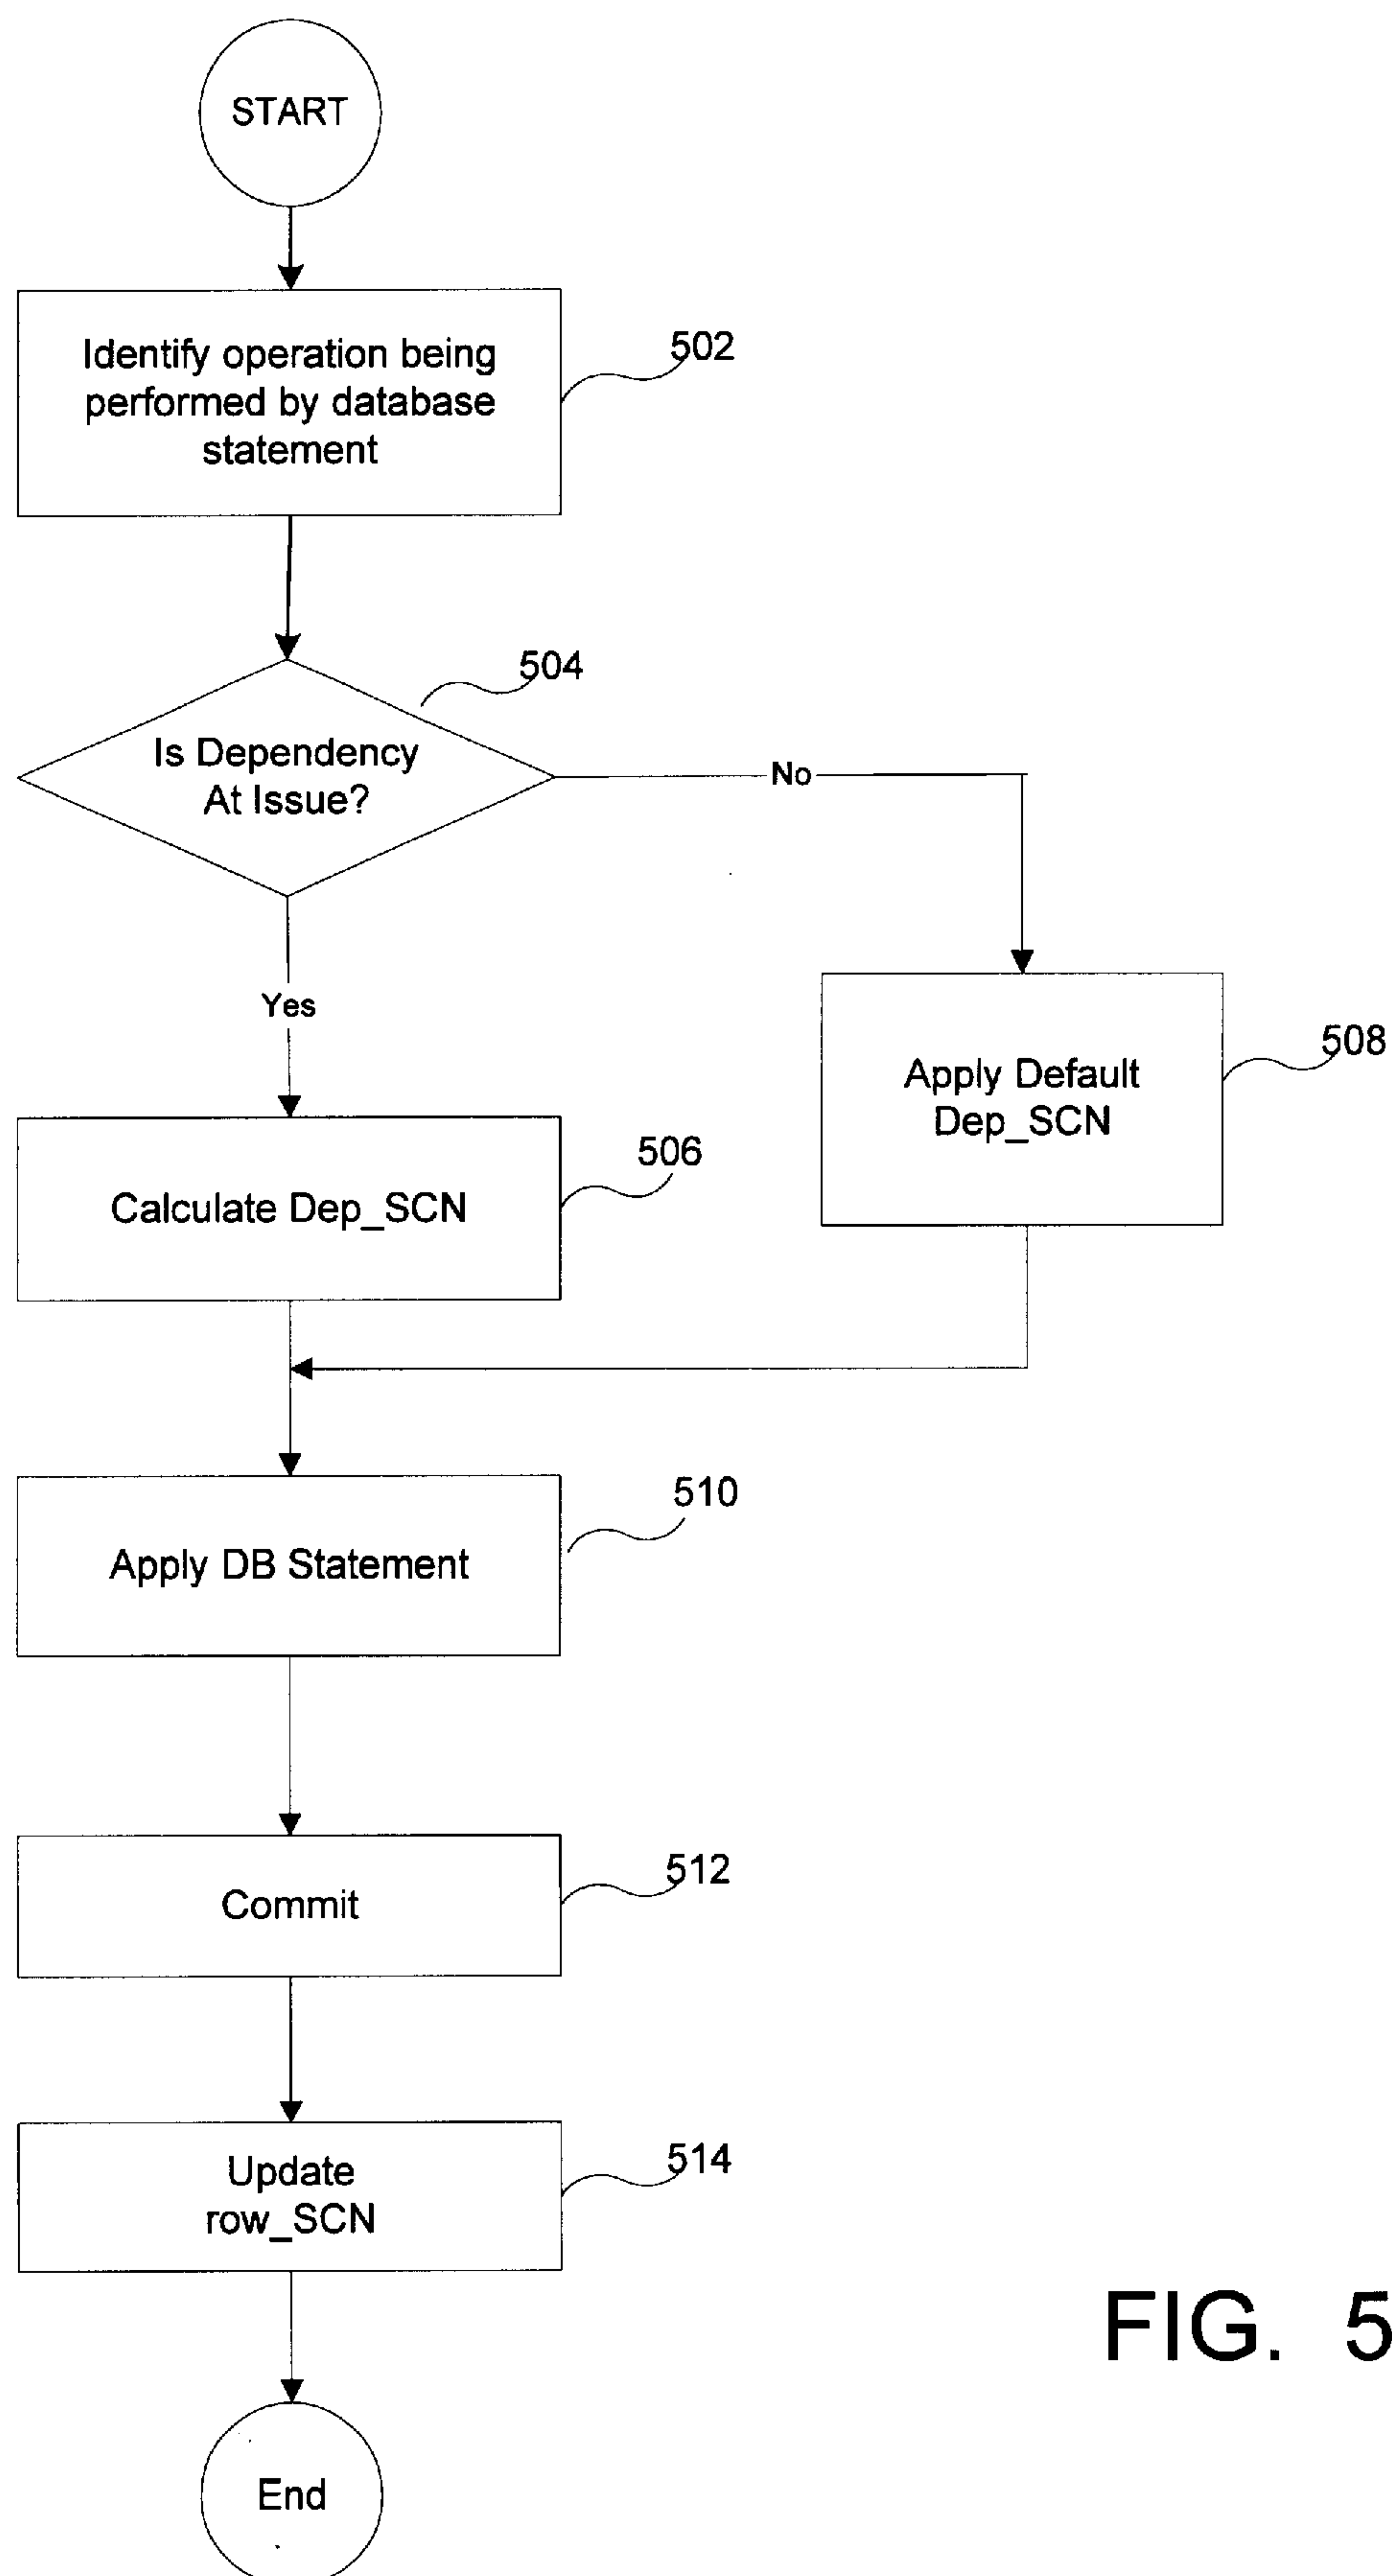 START
Identify operation being
performed by database
statement
502
504
Is Dependency
At Issue?
No
Yes
Apply Default
Dep_SCN
508
506
Calculate Dep_SCN
510
Apply DB Statement
512
Commit
514
Update
row_SCN
FIG. 5
End